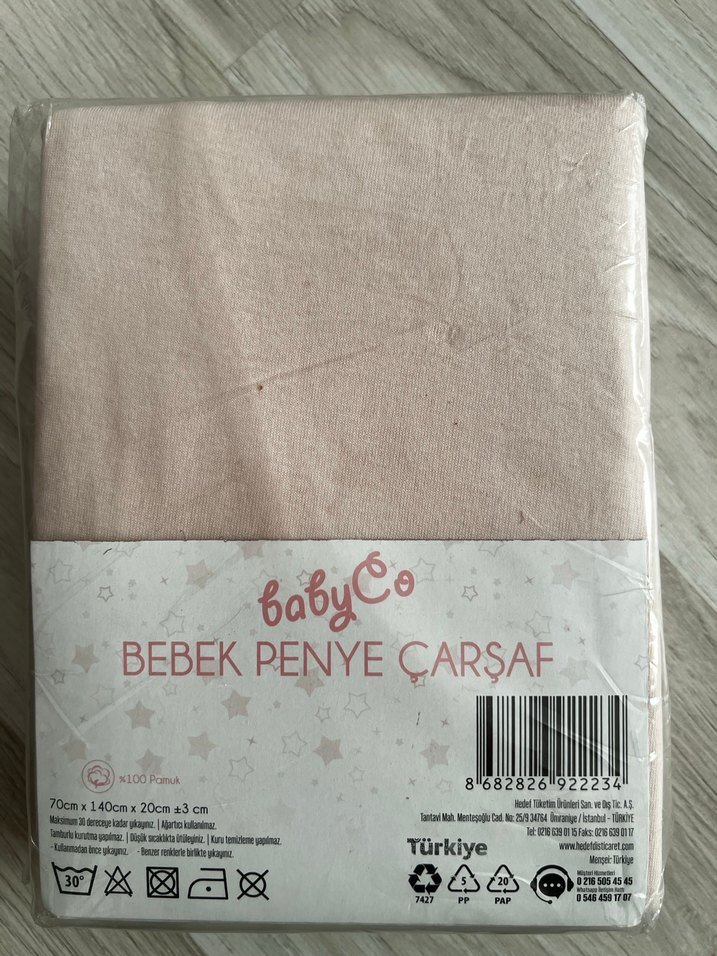 babyCo
BEBEK PENYE ÇARŞAF
%100 Pamuk
70cm x 140cm x 20cm ±3 cm
Maksimum 30 dereceye kadar yıkayınız. | Ağartıcı kullanılmaz.
Tamburlu kurutma yapılmaz. | Düşük sıcaklıkta ütüleyiniz. | Kuru temizleme yapılmaz.
- Kullanmadan önce yıkayınız. - Benzer renklerle birlikte yıkayınız.
30°
8 682826 922234
Hedef Tüketim Ürünleri San. ve Dış Tic. A.Ş.
Tantavi Mah. Menteşoğlu Cad. No: 25/9 34764 Ümraniye / İstanbul - TÜRKİYE
Tel: 0216 639 01 15 Faks: 0216 639 01 17
www.hedefdisticaret.com
Menşei: Türkiye
Türkiye
7427
5
PP
20
PAP
Müşteri Hizmetleri
0 216 505 45 45
Whatsapp İletişim Hattı
0 546 459 17 07